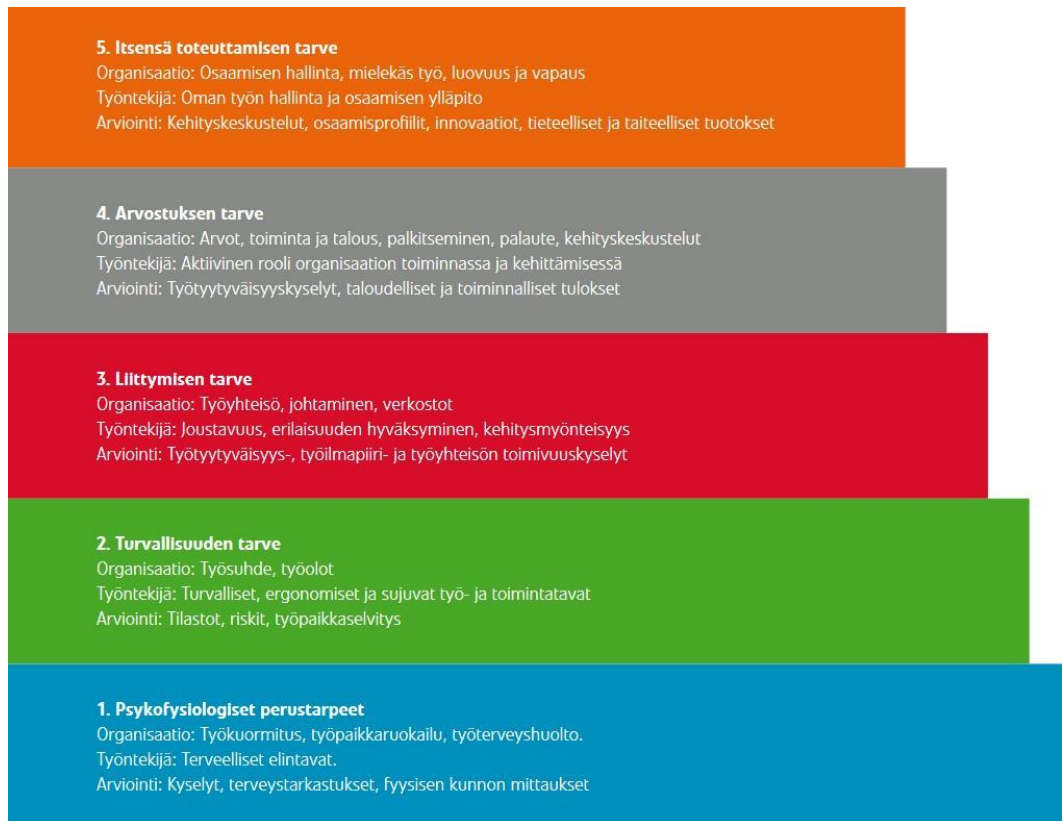 5. Itsensä toteuttamisen tarve
Organisaatio: Osaamisen hallinta, mielekäs työ, luovuus ja vapaus
Työntekijä: Oman työn hallinta ja osaamisen ylläpito
Arviointi: Kehityskeskustelut, osaamisprofiilit, innovaatiot, tieteelliset ja taiteelliset tuotokset
4. Arvostuksen tarve
Organisaatio: Arvot, toiminta ja talous, palkitseminen, palaute, kehityskeskustelut
Työntekijä: Aktiivinen rooli organisaation toiminnassa ja kehittämisessä
Arviointi: Työtyytyväisyyskyselyt, taloudelliset ja toiminnalliset tulokset
3. Liittymisen tarve
Organisaatio: Työyhteisö, johtaminen, verkostot
Työntekijä: Joustavuus, erilaisuuden hyväksyminen, kehitysmyönteisyys
Arviointi: Työtyytyväisyys-, työilmapiiri- ja työyhteisön toimivuuskyselyt
2. Turvallisuuden tarve
Organisaatio: Työsuhde, työolot
Työntekijä: Turvalliset, ergonomiset ja sujuvat työ- ja toimintatavat
Arviointi: Tilastot, riskit, työpaikkaselvitys
1. Psykofysiologiset perustarpeet
Organisaatio: Työkuormitus, työpaikkaruokailu, työterveyshuolto.
Työntekijä: Terveelliset elintavat.
Arviointi: Kyselyt, terveystarkastukset, fyysisen kunnon mittaukset